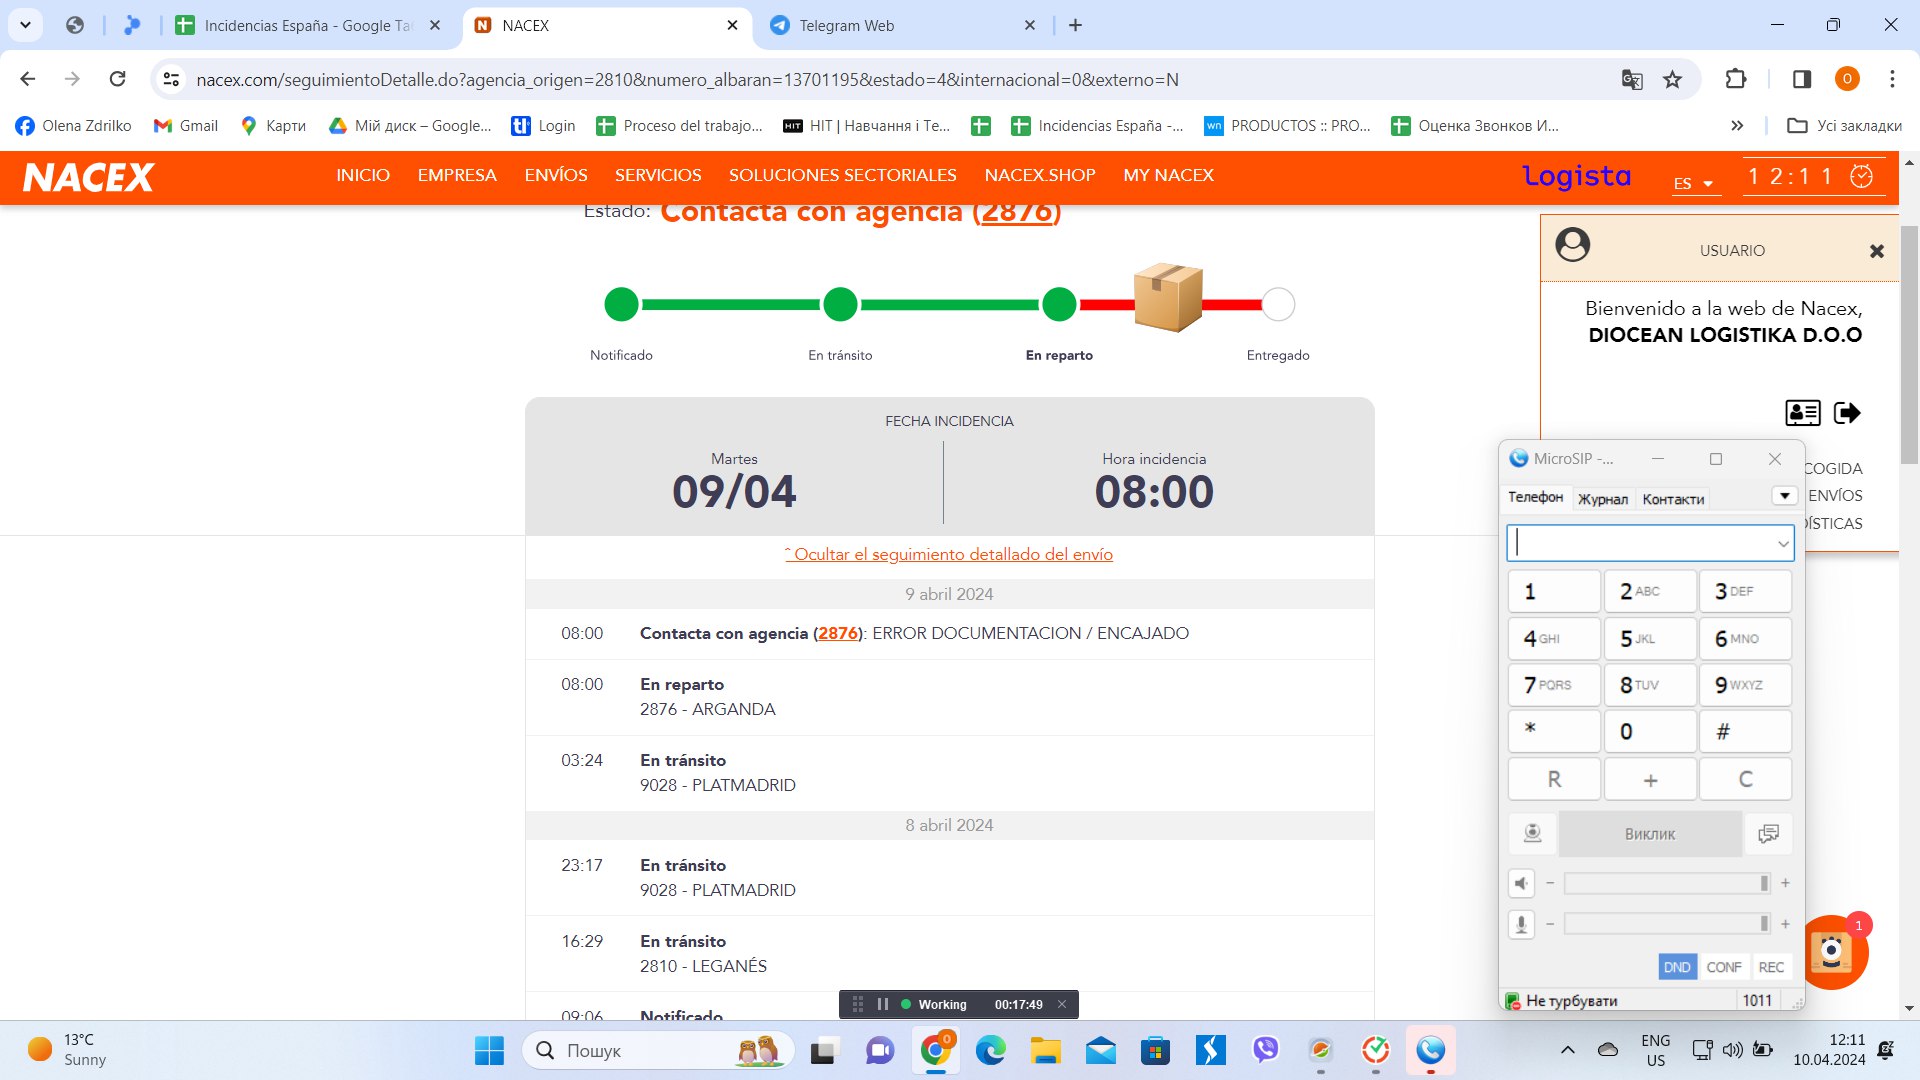 Incidencias España - Google Ta
NACEX
Telegram Web
nacex.com/seguimientoDetalle.do?agencia_origen=2810&numero_albaran=13701195&estado=4&internacional=0&externo=N
O
Olena Zdrilko
Gmail
Карти
Мій диск – Google...
Login
Proceso del trabajo...
HIT | Навчання і Те...
Incidencias España -...
PRODUCTOS :: PRO...
Оценка Звонков И...
»
Усі закладки
NACEX
INICIO
EMPRESA
ENVÍOS
SERVICIOS
SOLUCIONES SECTORIALES
NACEX.SHOP
MY NACEX
logista
ES
12:11
Estado: Contacta con agencia (2876)
Notificado
En tránsito
En reparto
Entregado
USUARIO
Bienvenido a la web de Nacex,
DIOCEAN LOGISTIKA D.O.O
COGIDA
ENVÍOS
ÍSTICAS
FECHA INCIDENCIA
Martes
09/04
Hora incidencia
08:00
ˆ Ocultar el seguimiento detallado del envío
9 abril 2024
08:00 Contacta con agencia (2876): ERROR DOCUMENTACION / ENCAJADO
08:00 En reparto
2876 - ARGANDA
03:24 En tránsito
9028 - PLATMADRID
8 abril 2024
23:17 En tránsito
9028 - PLATMADRID
16:29 En tránsito
2810 - LEGANÉS
09:06 Notificado
Working 00:17:49
MicroSIP -...
Телефон Журнал Контакти
1 2 ABC 3 DEF
4 GHI 5 JKL 6 MNO
7 PQRS 8 TUV 9 WXYZ
* 0 #
R + C
Виклик
− +
− +
DND CONF REC
Не турбувати 1011
1
13°C
Sunny
Пошук
0
ENG
US
12:11
10.04.2024